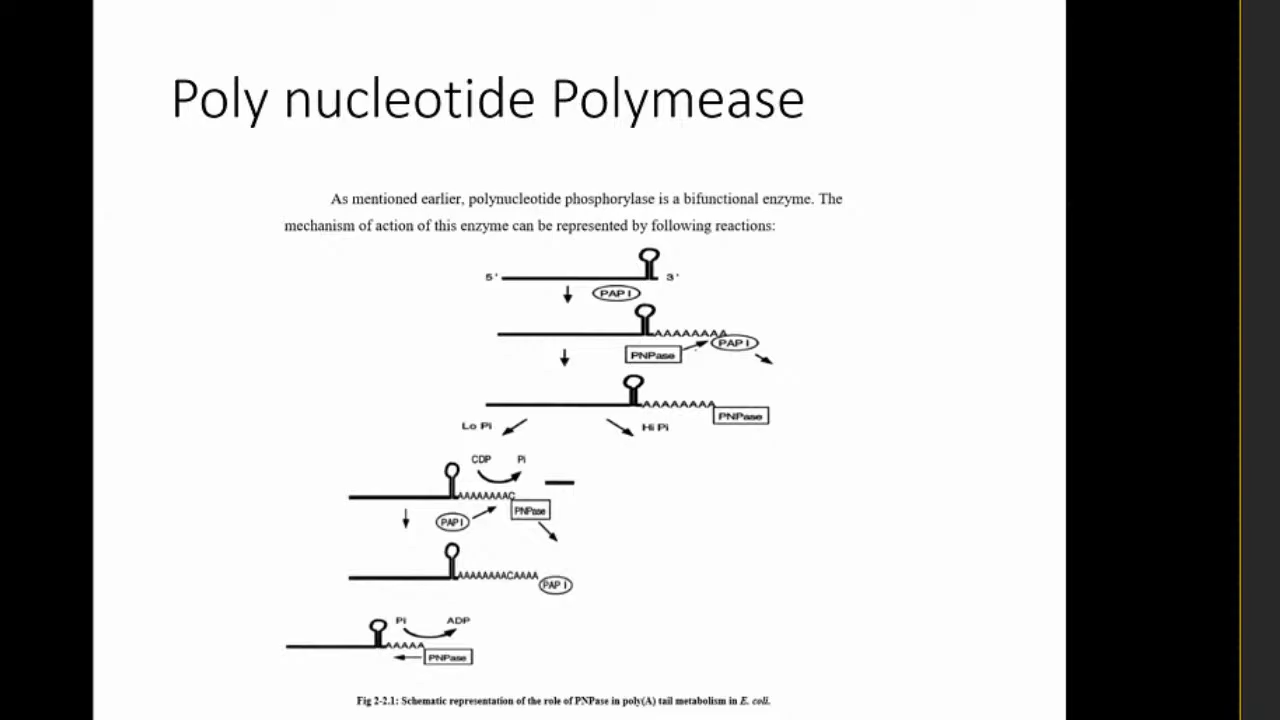 Poly nucleotide Polymease
As mentioned earlier, polynucleotide phosphorylase is a bifunctional enzyme. The
mechanism of action of this enzyme can be represented by following reactions:
5' 3'
PAP I
AAAAAAAA
PNPase PAP I
AAAAAAAA
PNPase
Lo Pi Hi Pi
CDP Pi
AAAAAAAAC
PAP I PNPase
AAAAAAAACAAAA
PAP I
Pi ADP
AAAAA
PNPase
Fig 2-2.1: Schematic representation of the role of PNPase in poly(A) tail metabolism in E. coli.